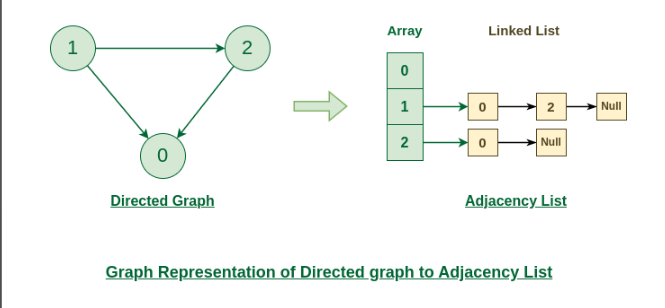 Array
Linked List
1
2
0
0
1
0
2
Null
2
0
Null
Directed Graph
Adjacency List
Graph Representation of Directed graph to Adjacency List